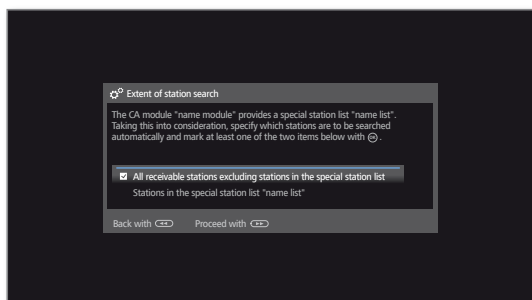 Extent of station search
The CA module "name module" provides a special station list "name list".
Taking this into consideration, specify which stations are to be searched
automatically and mark at least one of the two items below with OK.
All receivable stations excluding stations in the special station list
Stations in the special station list "name list"
Back with Proceed with